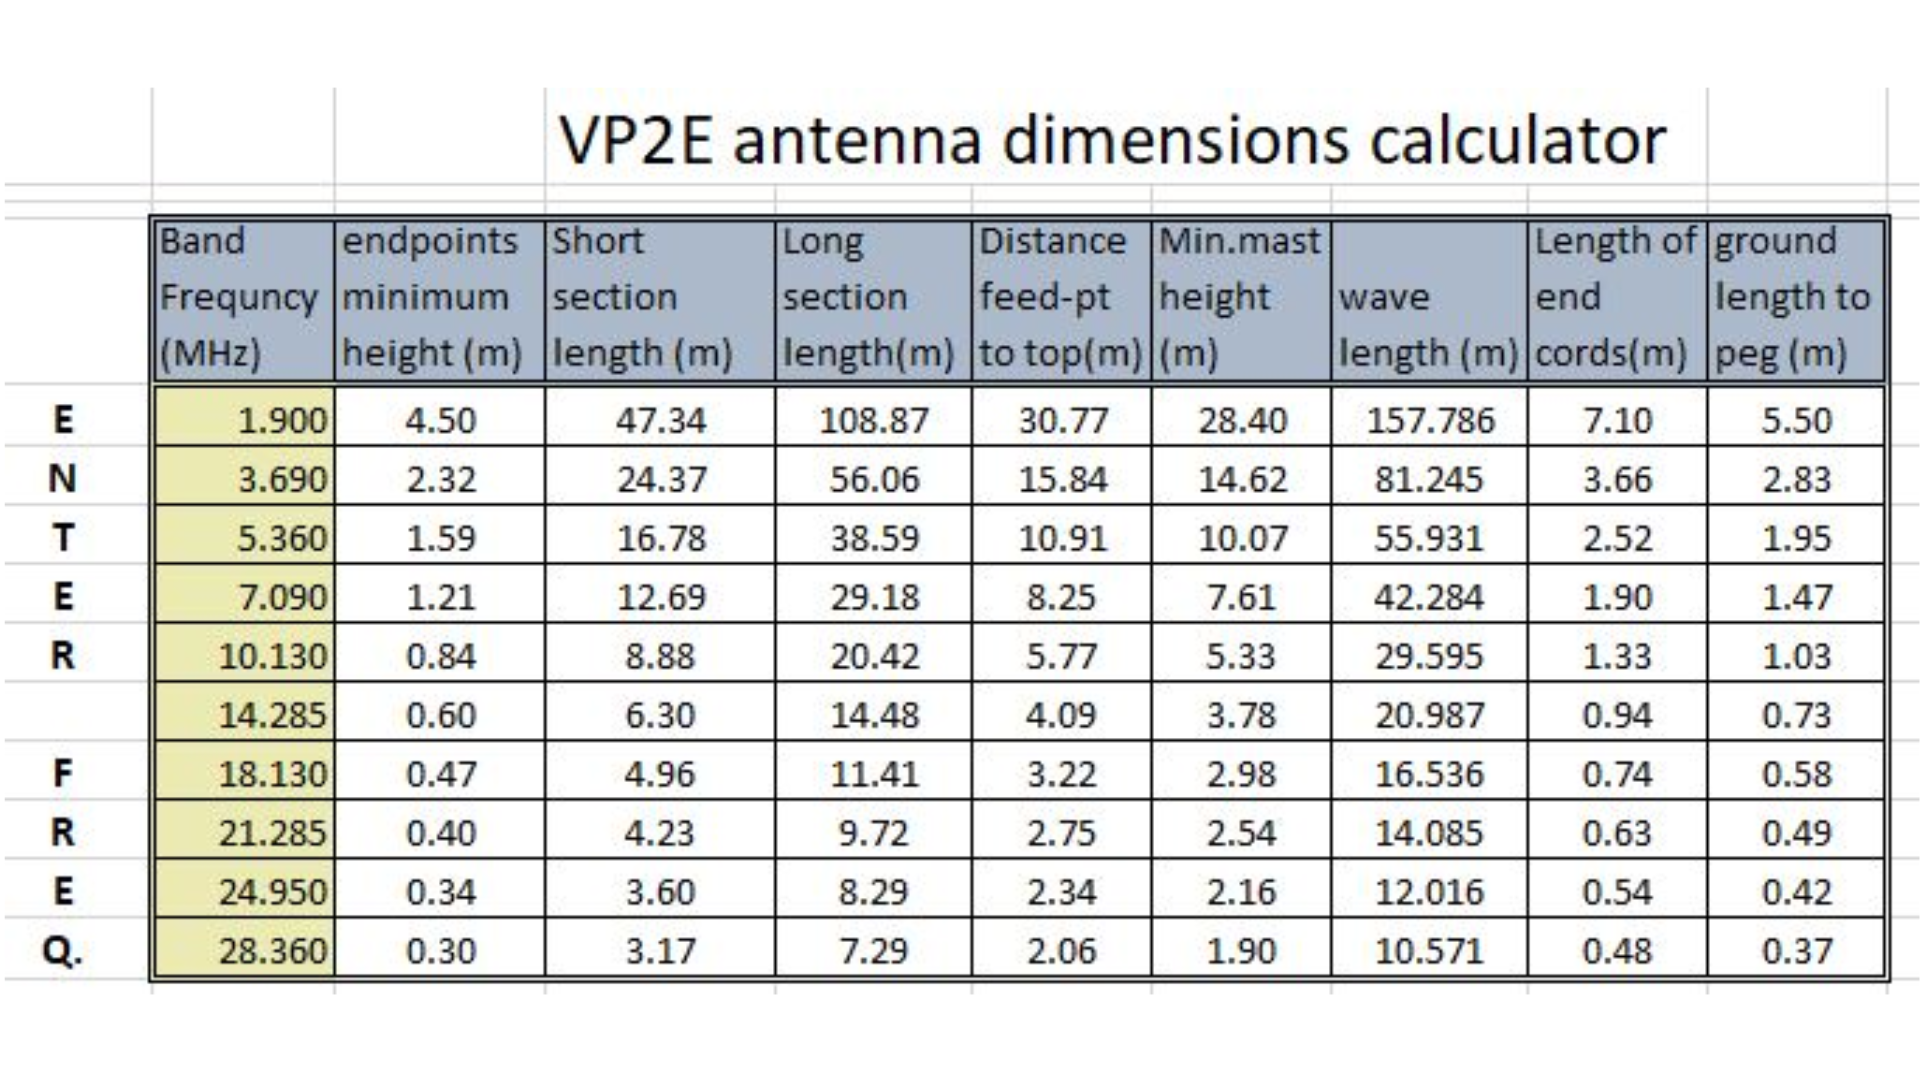 VP2E antenna dimensions calculator
Band Frequncy (MHz) endpoints minimum height (m) Short section length (m) Long section length(m) Distance feed-pt to top(m) Min.mast height (m) wave length (m) Length of end cords(m) ground length to peg (m)
E 1.900 4.50 47.34 108.87 30.77 28.40 157.786 7.10 5.50
N 3.690 2.32 24.37 56.06 15.84 14.62 81.245 3.66 2.83
T 5.360 1.59 16.78 38.59 10.91 10.07 55.931 2.52 1.95
E 7.090 1.21 12.69 29.18 8.25 7.61 42.284 1.90 1.47
R 10.130 0.84 8.88 20.42 5.77 5.33 29.595 1.33 1.03
14.285 0.60 6.30 14.48 4.09 3.78 20.987 0.94 0.73
F 18.130 0.47 4.96 11.41 3.22 2.98 16.536 0.74 0.58
R 21.285 0.40 4.23 9.72 2.75 2.54 14.085 0.63 0.49
E 24.950 0.34 3.60 8.29 2.34 2.16 12.016 0.54 0.42
Q. 28.360 0.30 3.17 7.29 2.06 1.90 10.571 0.48 0.37